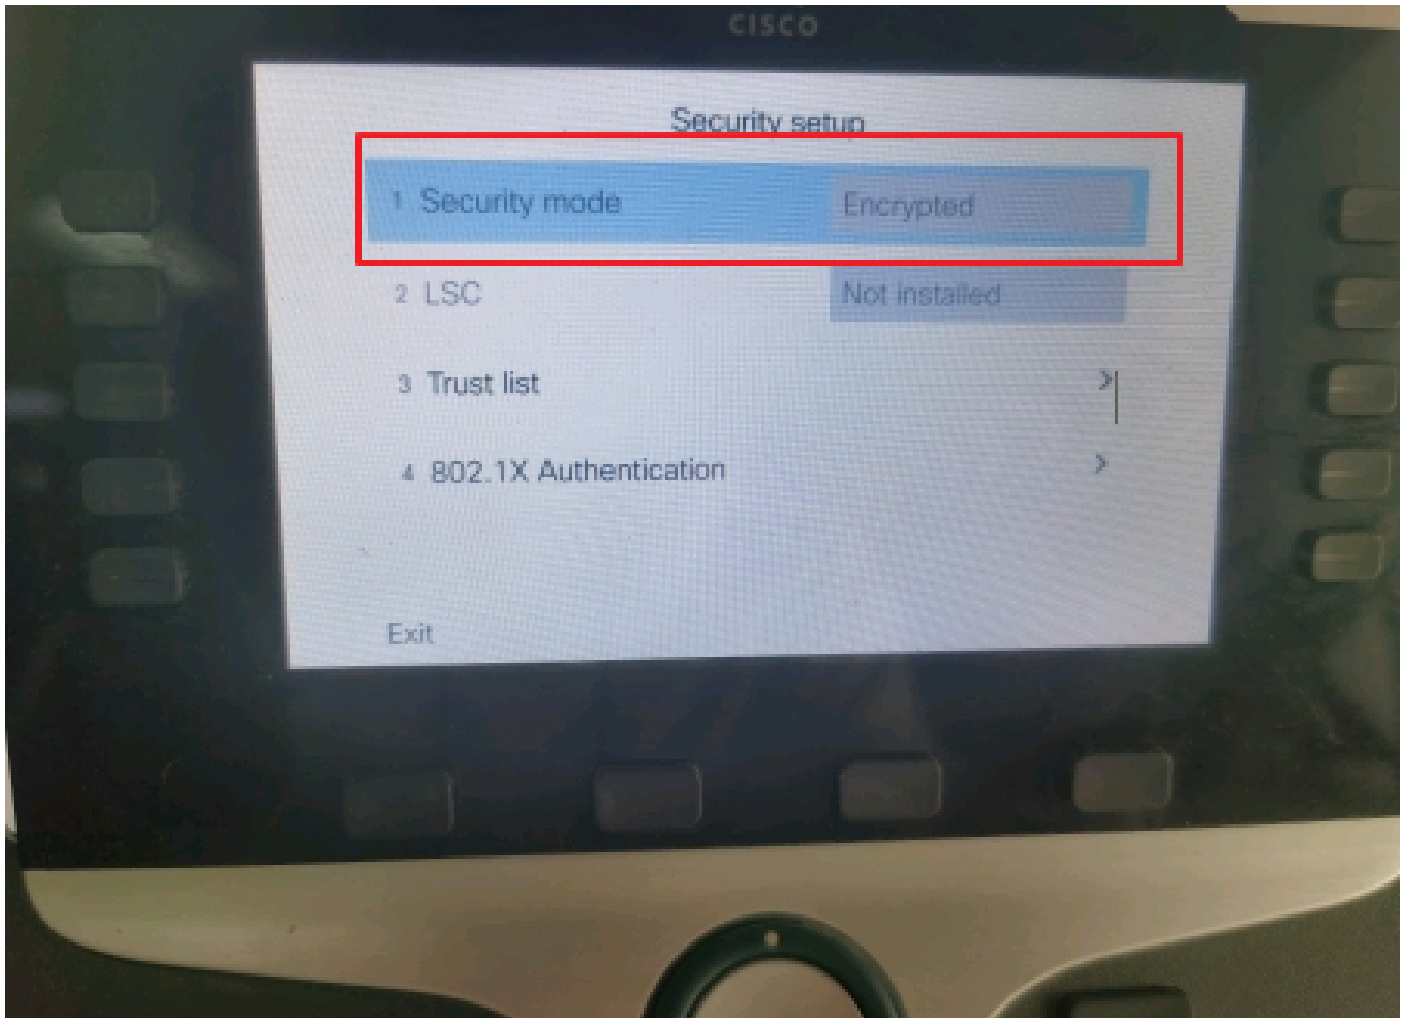 CISCO
Security setup
1 Security mode Encrypted
2 LSC Not installed
3 Trust list >
4 802.1X Authentication >
Exit